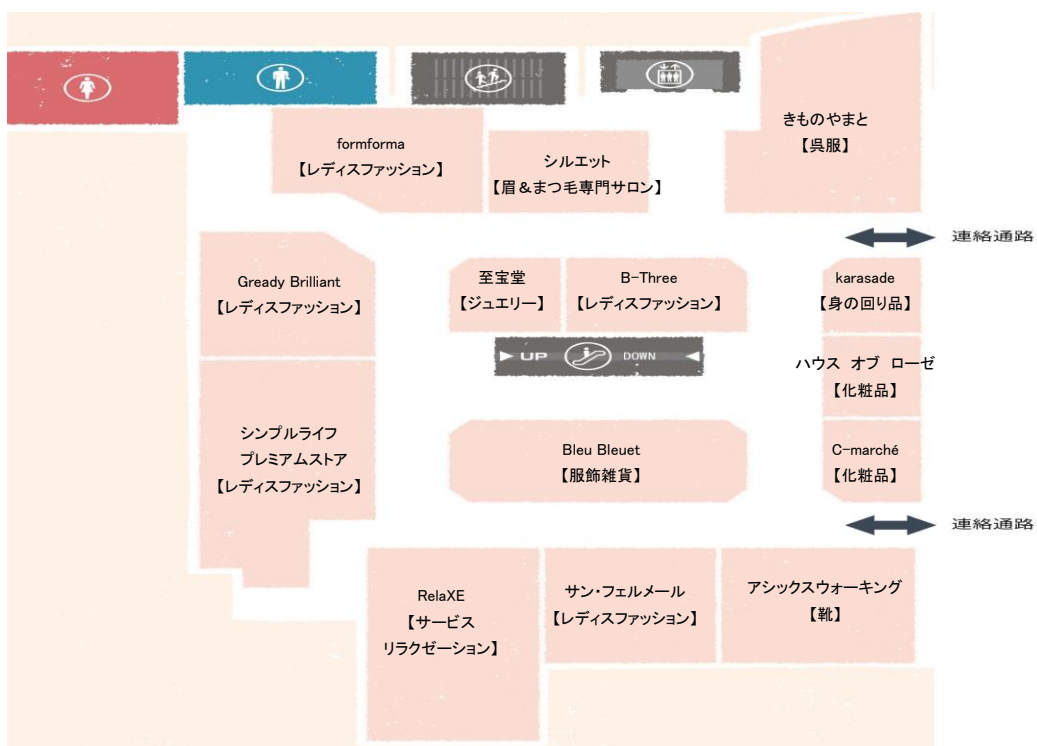 formforma
【レディスファッション】
シルエット
【眉＆まつ毛専門サロン】
きものやまと
【呉服】
連絡通路
Gready Brilliant
【レディスファッション】
至宝堂
【ジュエリー】
B-Three
【レディスファッション】
karasade
【身の回り品】
UP
DOWN
ハウス オブ ローゼ
【化粧品】
シンプルライフ
プレミアムストア
【レディスファッション】
Bleu Bleuet
【服飾雑貨】
C-marché
【化粧品】
連絡通路
RelaXE
【サービス
リラクゼーション】
サン・フェルメール
【レディスファッション】
アシックスウォーキング
【靴】